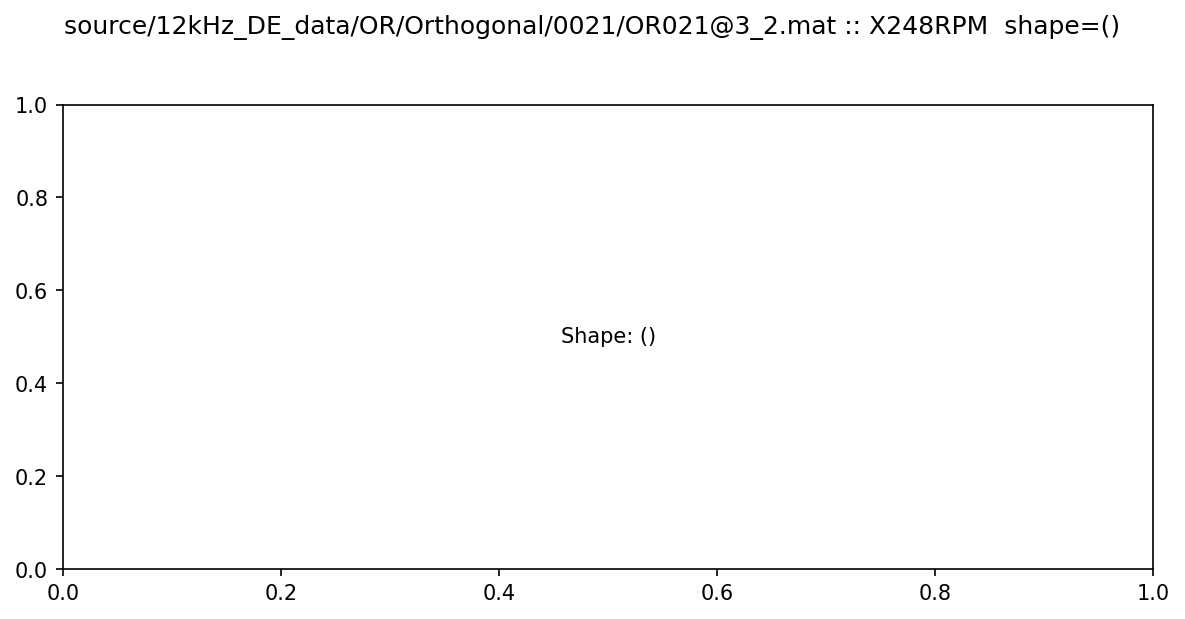 source/12kHz_DE_data/OR/Orthogonal/0021/OR021@3_2.mat :: X248RPM  shape=()
1.0
0.8
0.6
Shape: ()
0.4
0.2
0.0
0.0 0.2 0.4 0.6 0.8 1.0